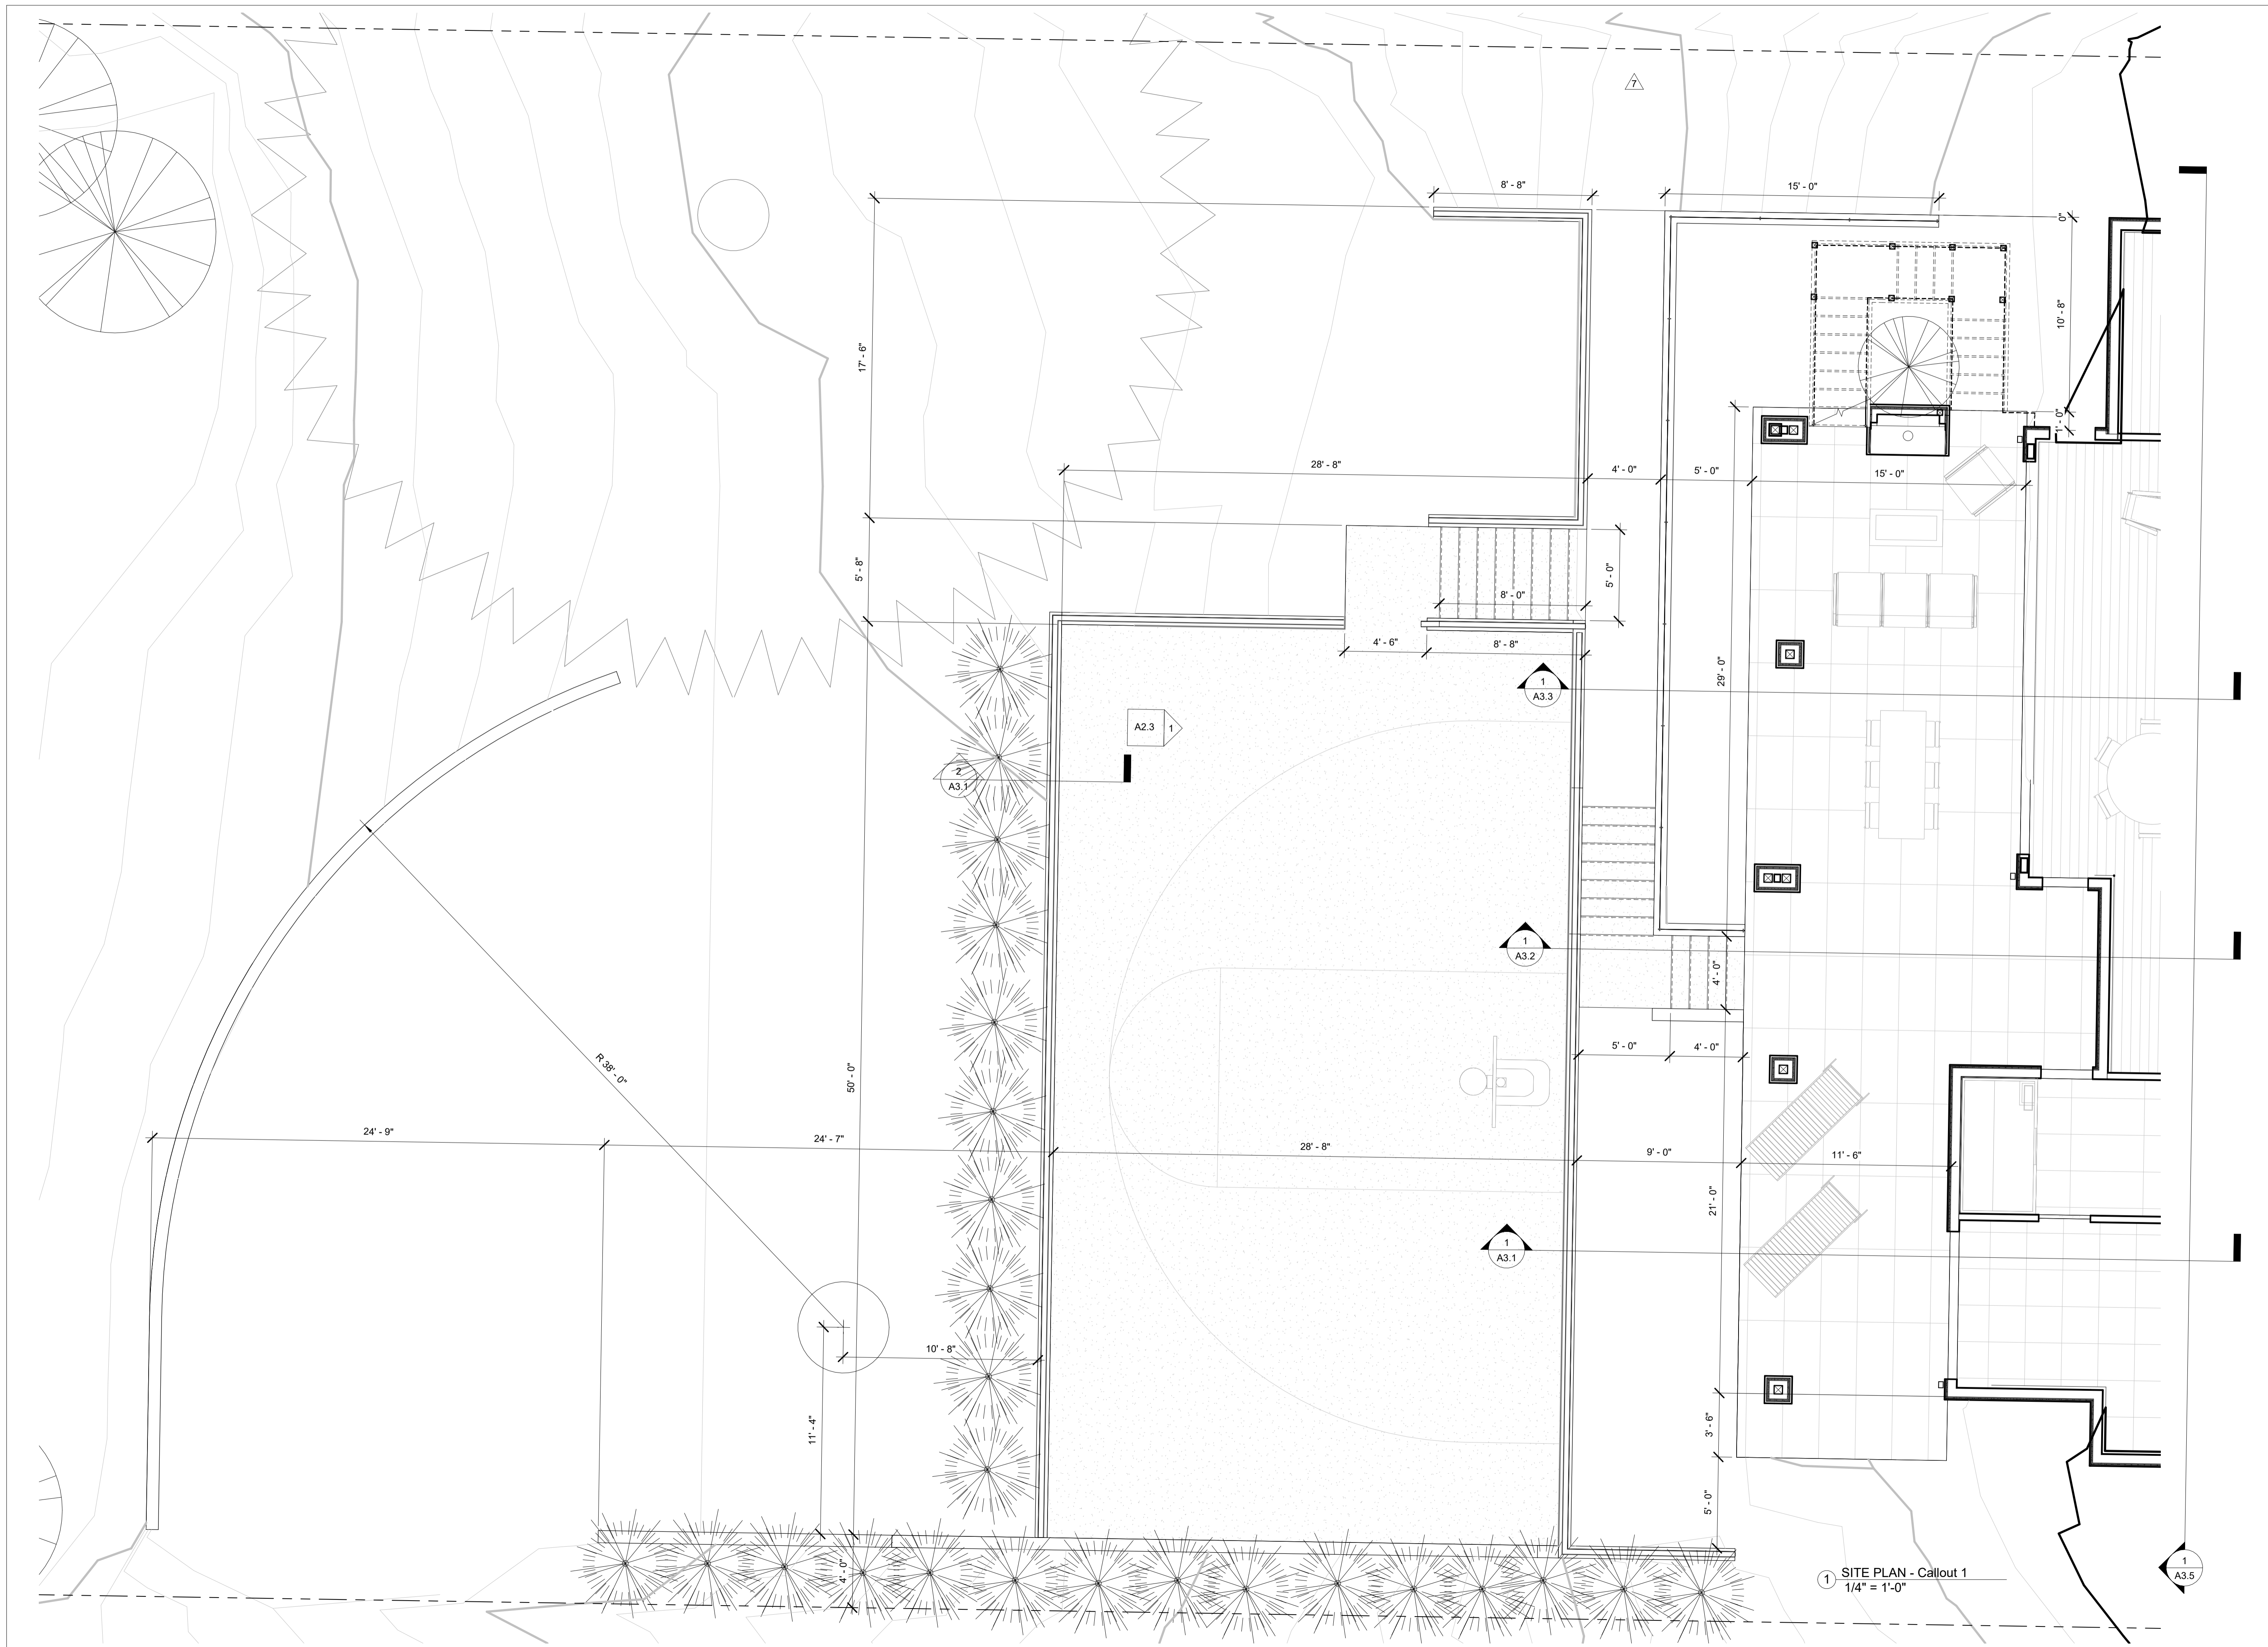 7
8' - 8"
15' - 0"
0"
17' - 6"
10' - 8"
1' - 0"
28' - 8"
4' - 0"
5' - 0"
15' - 0"
5' - 8"
5' - 0"
8' - 0"
4' - 6"
8' - 8"
29' - 0"
1
A3.3
A2.3
1
2
A3.1
1
A3.2
4' - 0"
5' - 0"
4' - 0"
R 38' - 0"
50' - 0"
24' - 9"
24' - 7"
28' - 8"
9' - 0"
11' - 6"
21' - 0"
1
A3.1
10' - 8"
11' - 4"
3' - 6"
5' - 0"
4' - 0"
1
SITE PLAN - Callout 1
1/4" = 1'-0"
1
A3.5